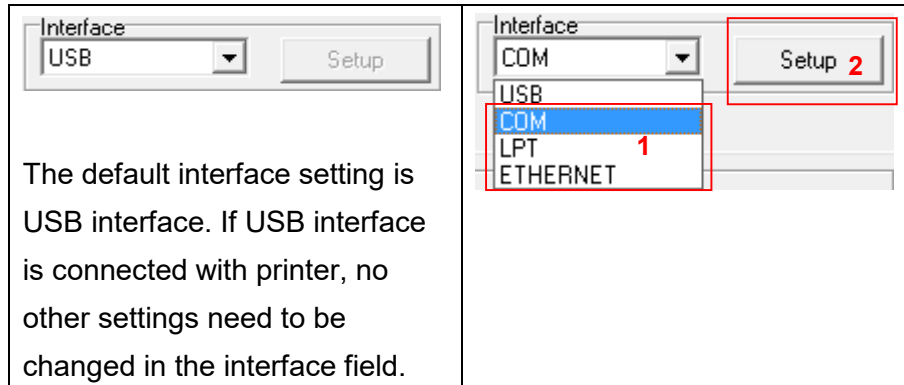 Interface
USB
Setup
The default interface setting is
USB interface. If USB interface
is connected with printer, no
other settings need to be
changed in the interface field.
Interface
COM
Setup 2
USB
COM
LPT 1
ETHERNET